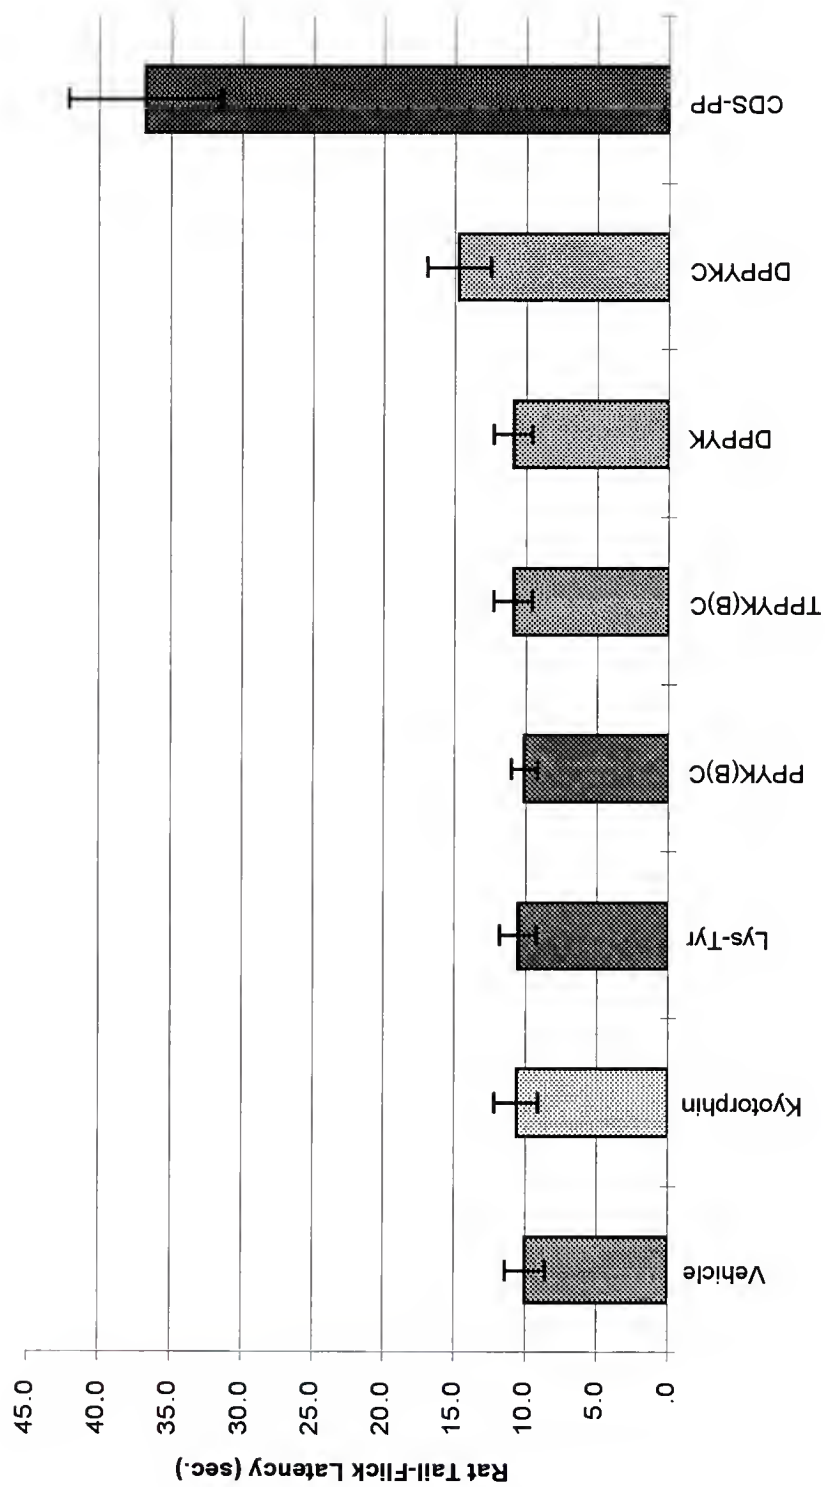 Rat Tail-Flick Latency (sec.)
45.0
40.0
35.0
30.0
25.0
20.0
15.0
10.0
5.0
.0
Vehicle
Kyotorphin
Lys-Tyr
PPYK(B)C
TPPYK(B)C
DPPYK
DPPYKC
CDS-PP